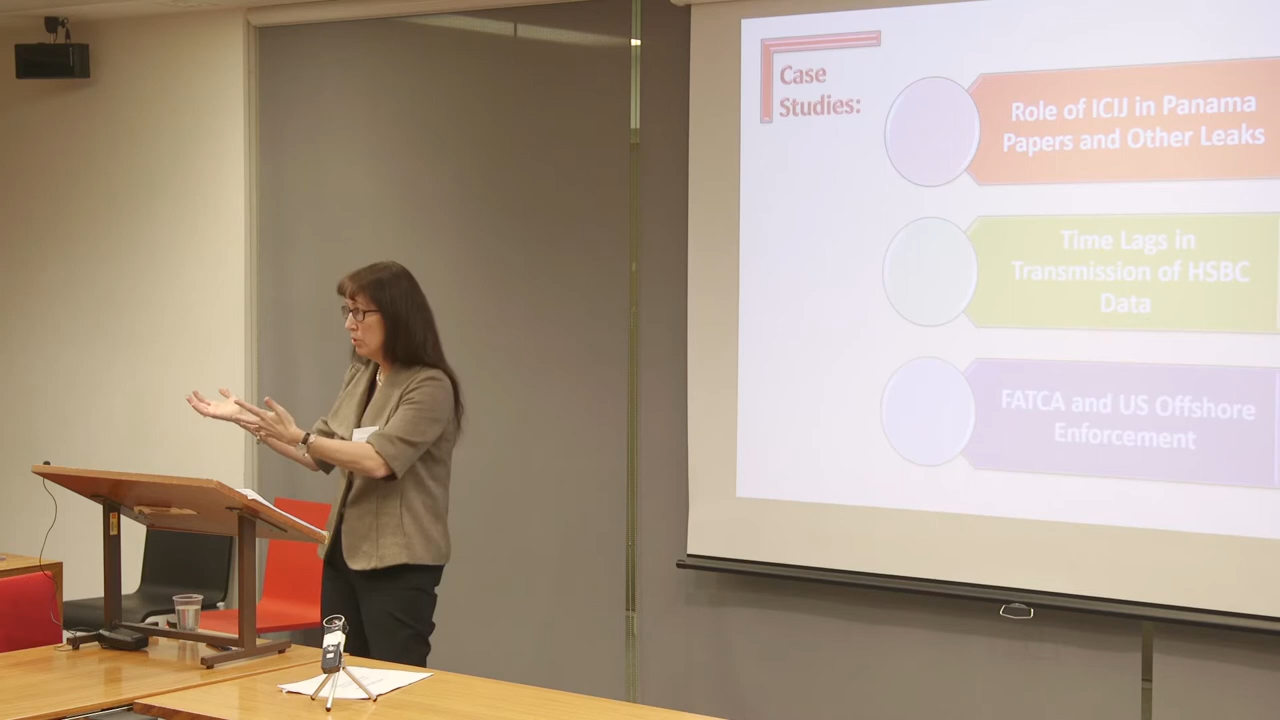 Case
Studies:
Role of ICIJ in Panama
Papers and Other Leaks
Time Lags in
Transmission of HSBC
Data
FATCA and US Offshore
Enforcement